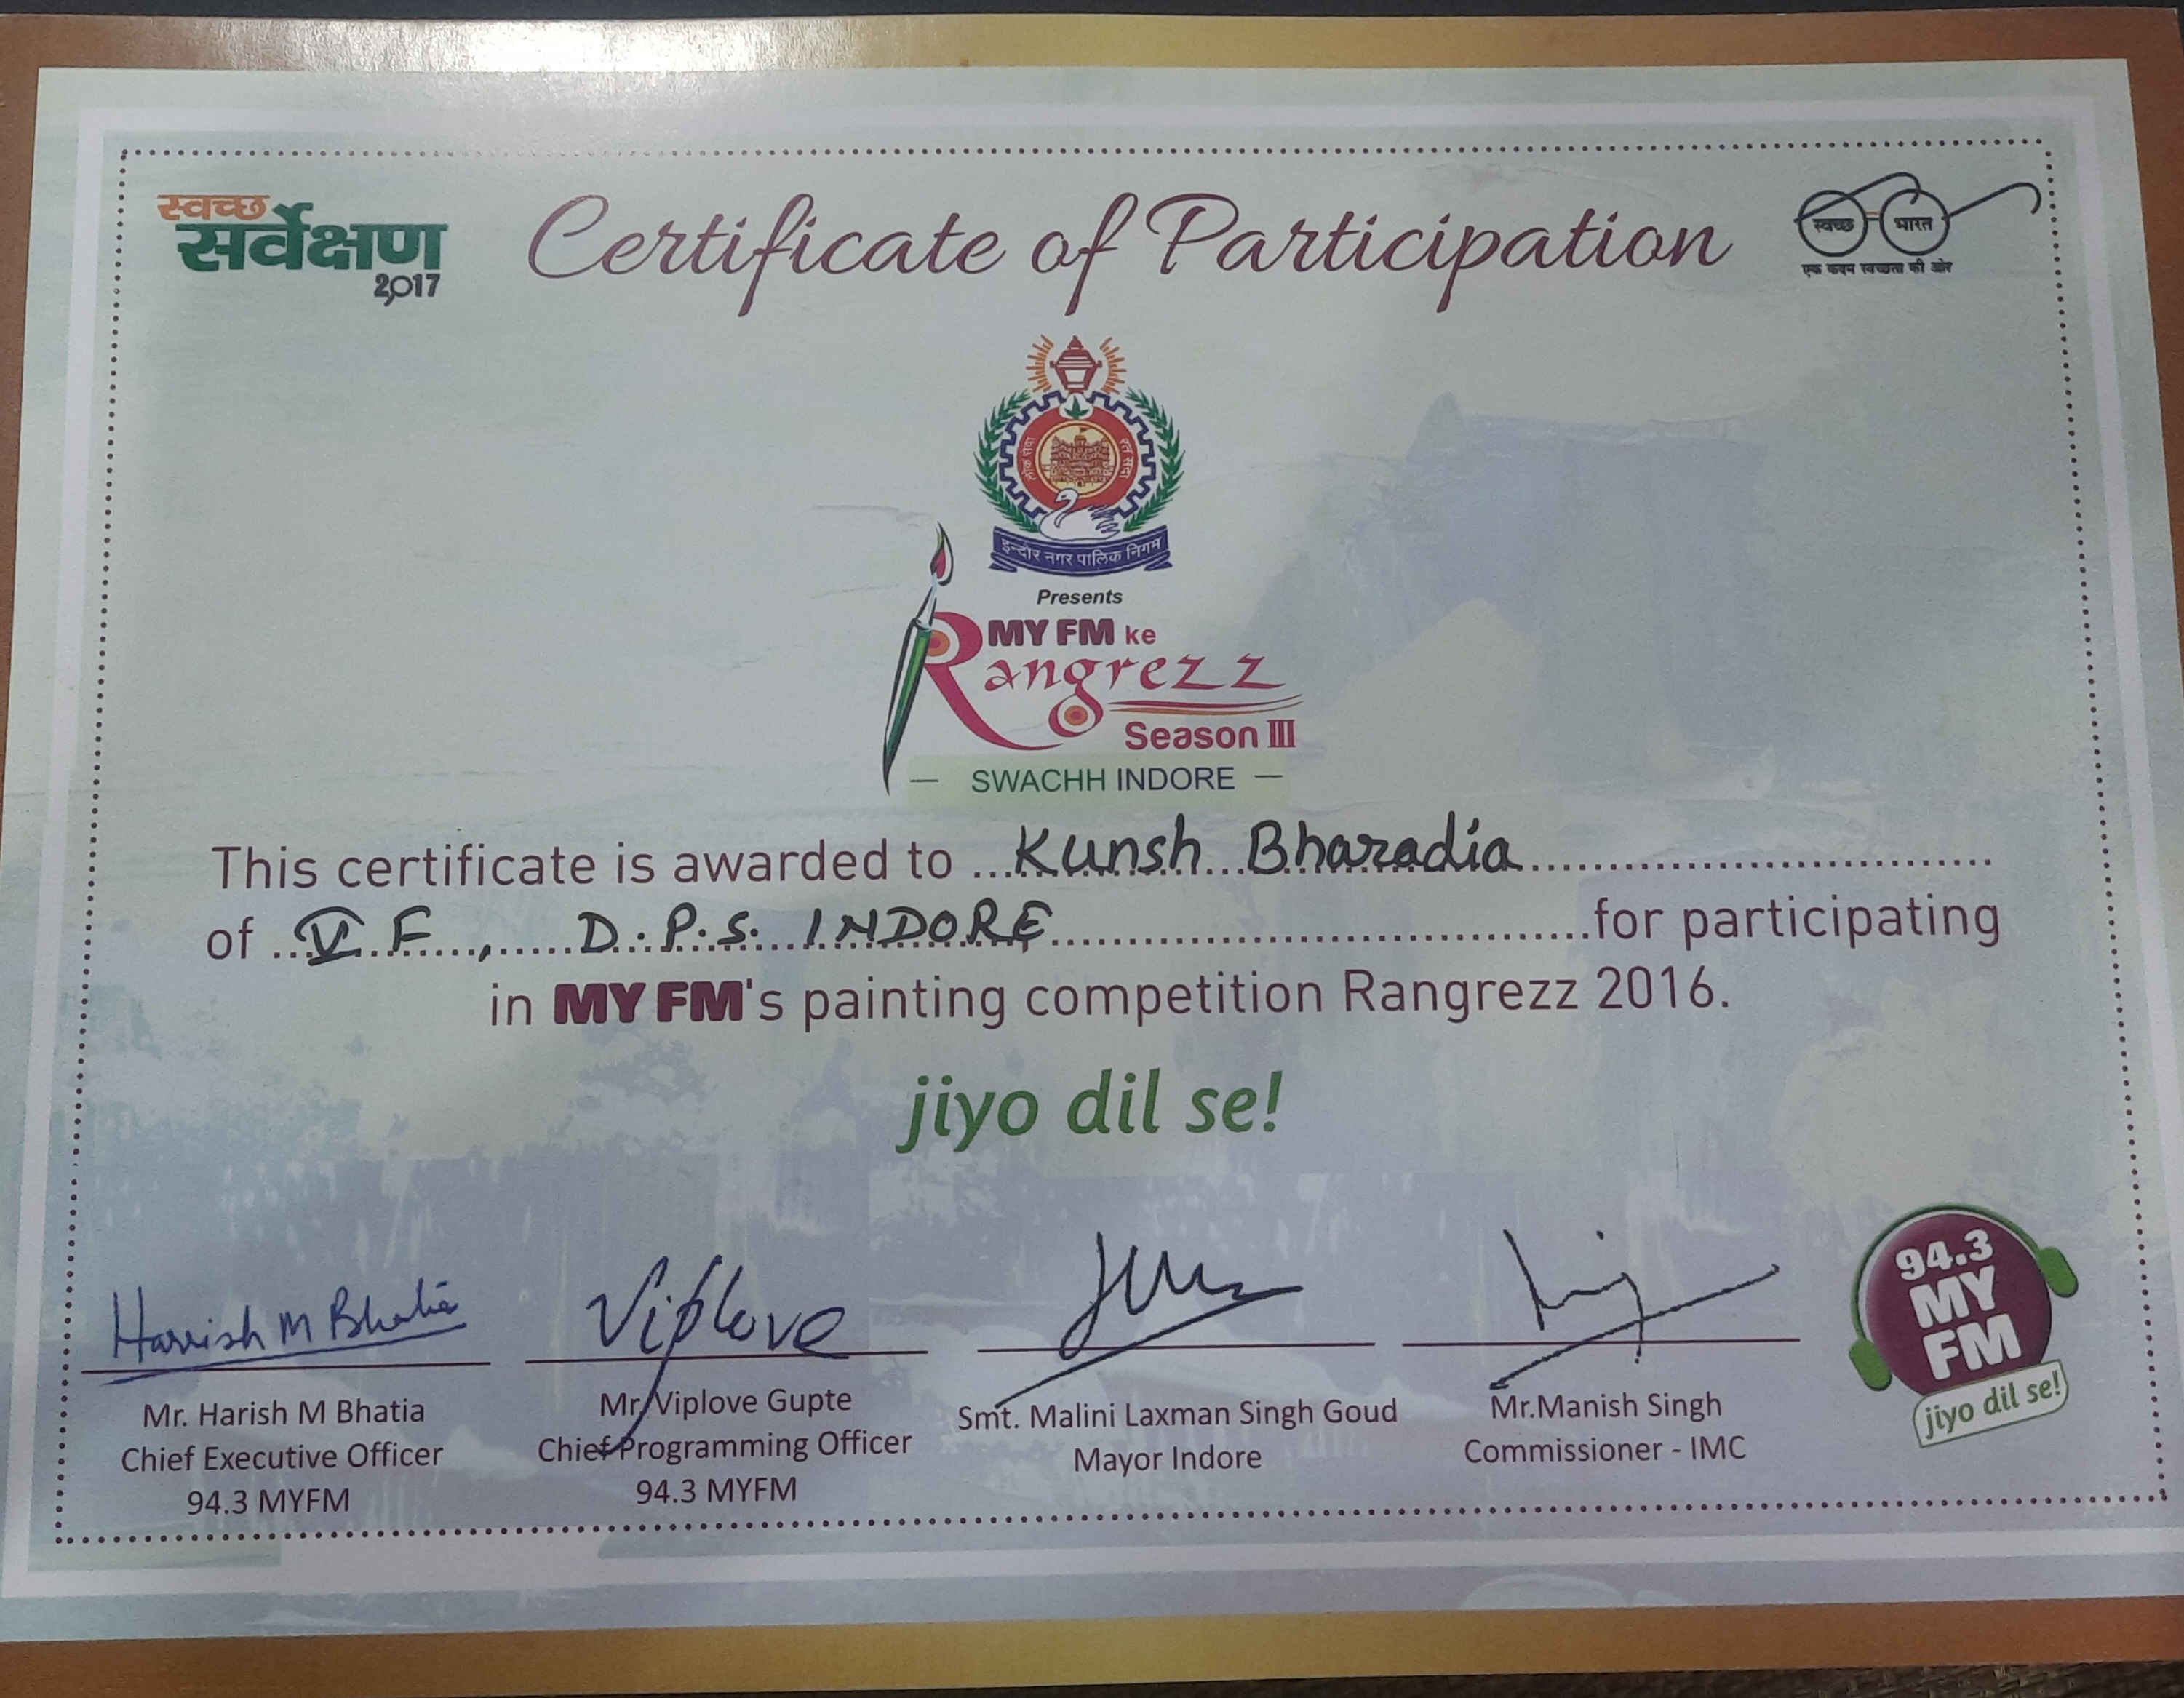 स्वच्छ
सर्वेक्षण
2017
Certificate of Participation
स्वच्छ भारत
एक कदम स्वच्छता की ओर
इन्दौर नगर पालिक निगम
Presents
MY FM ke
Rangrezz
Season III
— SWACHH INDORE —
This certificate is awarded to Kunsh Bharadia
of V F, D.P.S. INDORE for participating
in MY FM's painting competition Rangrezz 2016.
jiyo dil se!
Harish M Bhatia
Viplove
Mr. Harish M Bhatia
Chief Executive Officer
94.3 MYFM
Mr. Viplove Gupte
Chief Programming Officer
94.3 MYFM
Smt. Malini Laxman Singh Goud
Mayor Indore
Mr.Manish Singh
Commissioner - IMC
94.3
MY
FM
jiyo dil se!